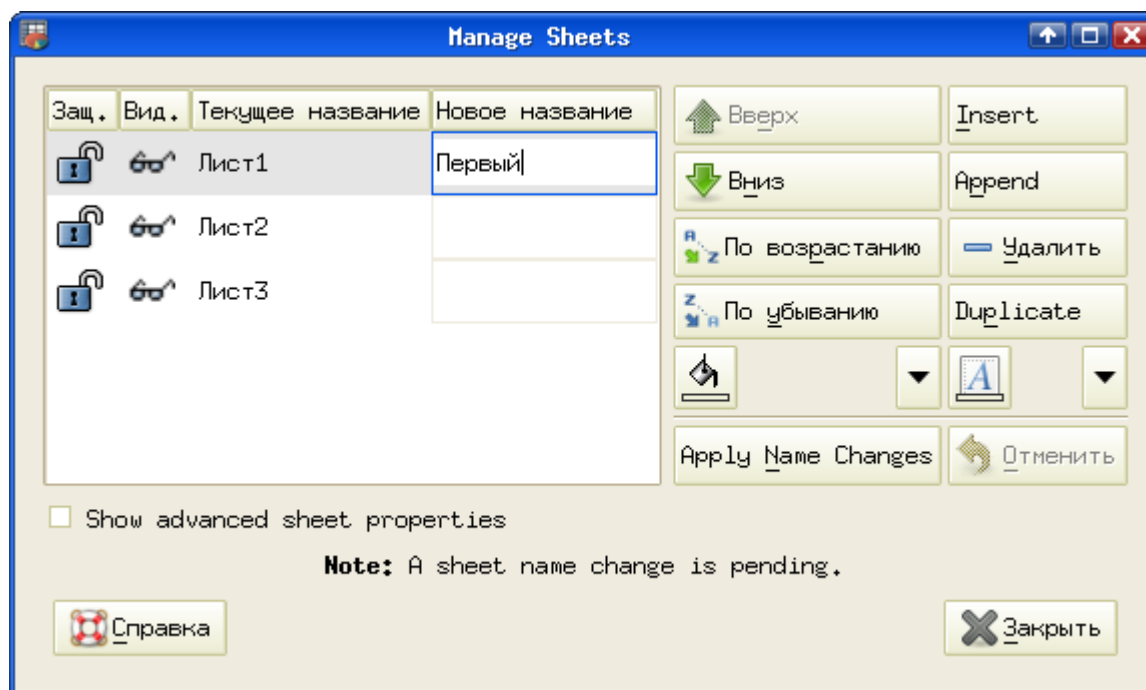 Manage Sheets
Защ. Вид. Текущее название Новое название
Лист1 Первый
Лист2
Лист3
Вверх Insert
Вниз Append
По возрастанию Удалить
По убыванию Duplicate
Apply Name Changes Отменить
Show advanced sheet properties
Note: A sheet name change is pending.
Справка Закрыть